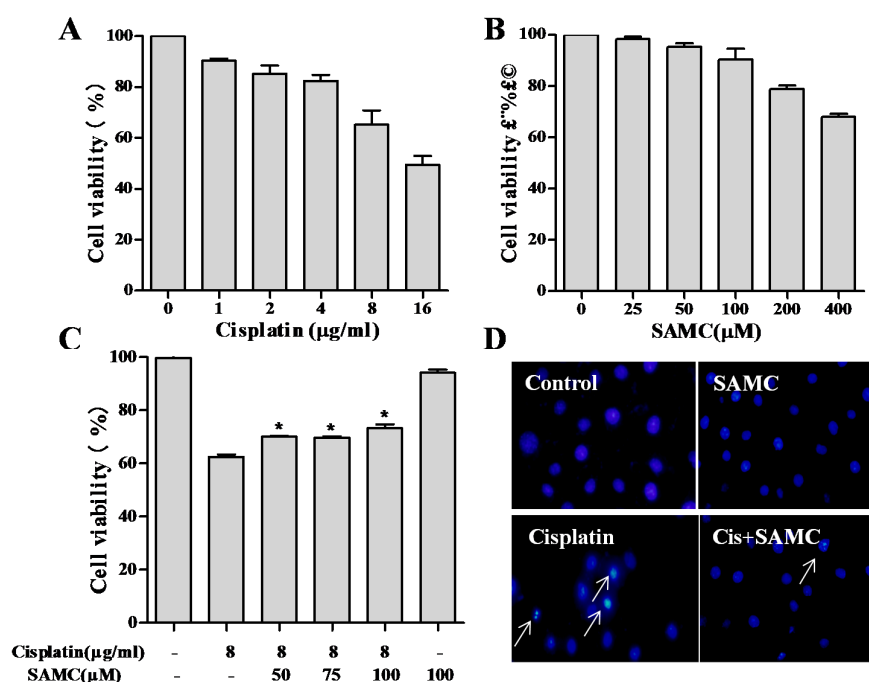 A
Cell viability ( %)
100
80
60
40
20
0
0 1 2 4 8 16
Cisplatin (μg/ml)
B
Cell viability £¨%£©
100
80
60
40
20
0
0 25 50 100 200 400
SAMC(μM)
C
Cell viability ( %)
100
80
60
40
20
0
* * *
Cisplatin(μg/ml) - 8 8 8 8 -
SAMC(μM) - - 50 75 100 100
D
Control
SAMC
Cisplatin
Cis+SAMC